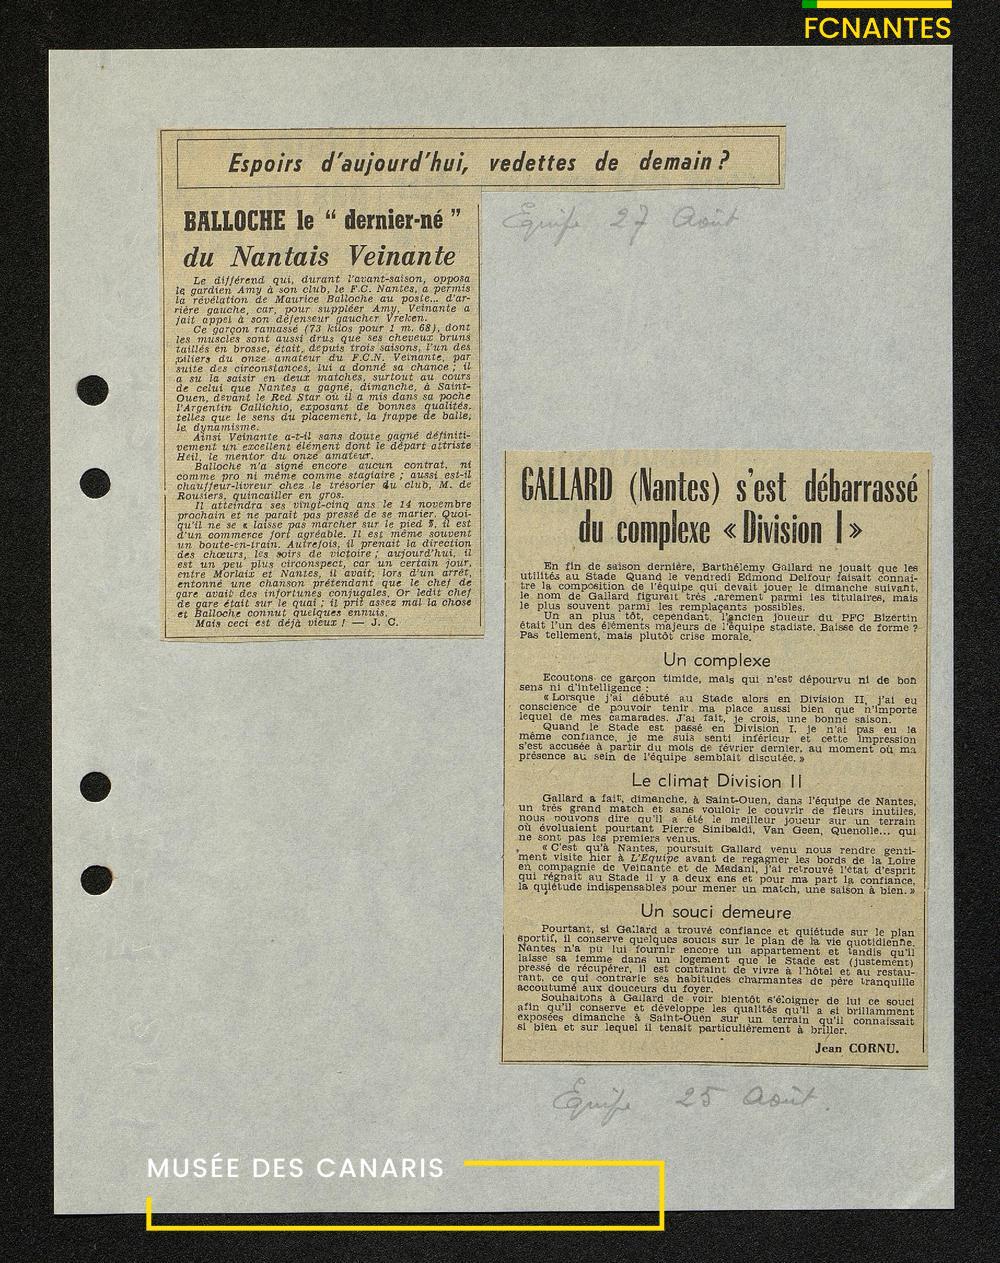 FCNANTES
Espoirs d'aujourd'hui, vedettes de demain ?
BALLOCHE le " dernier-né "
du Nantais Veinante
Le différend qui, durant l'avant-saison, opposa
le gardien Amy à son club, le F.C. Nantes, a permis
la révélation de Maurice Balloche au poste... d'ar-
rière gauche, car, pour suppléer Amy, Veinante a
fait appel à son défenseur gaucher Vreken.
Ce garçon ramassé (73 kilos pour 1 m. 68), dont
les muscles sont aussi drus que ses cheveux bruns
taillés en brosse, était, depuis trois saisons, l'un des
piliers du onze amateur du F.C.N. Veinante, par
suite des circonstances, lui a donné sa chance ; il
a su la saisir en deux matches, surtout au cours
de celui que Nantes a gagné, dimanche, à Saint-
Ouen, devant le Red Star où il a mis dans sa poche
l'Argentin Callichio, exposant de bonnes qualités,
telles que le sens du placement, la frappe de balle,
le dynamisme.
Ainsi Veinante a-t-il sans doute gagné définiti-
vement un excellent élément dont le départ attriste
Heil, le mentor du onze amateur.
Balloche n'a signé encore aucun contrat, ni
comme pro ni même comme stagiaire ; aussi est-il
chauffeur-livreur chez le trésorier du club, M. de
Rousiers, quincailler en gros.
Il atteindra ses vingt-cinq ans le 14 novembre
prochain et ne paraît pas pressé de se marier. Quoi-
qu'il ne se « laisse pas marcher sur le pied », il est
d'un commerce fort agréable. Il est même souvent
un boute-en-train. Autrefois, il prenait la direction
des chœurs, les soirs de victoire ; aujourd'hui, il
est un peu plus circonspect, car un certain jour,
entre Morlaix et Nantes, il avait, lors d'un arrêt,
entonné une chanson prétendant que le chef de
gare avait des infortunes conjugales. Or ledit chef
de gare était sur le quai ; il prit assez mal la chose
et Balloche connut quelques ennuis.
Mais ceci est déjà vieux ! — J. C.
Équipe 27 Août
GALLARD (Nantes) s'est débarrassé
du complexe « Division I »
En fin de saison dernière, Barthélemy Gallard ne jouait que les
utilités au Stade Quand le vendredi Edmond Delfour faisait connaî-
tre la composition de l'équipe qui devait jouer le dimanche suivant,
le nom de Gallard figurait très rarement parmi les titulaires, mais
le plus souvent parmi les remplaçants possibles.
Un an plus tôt, cependant, l'ancien joueur du PFC Bizertin
était l'un des éléments majeurs de l'équipe stadiste. Baisse de forme ?
Pas tellement, mais plutôt crise morale.
Un complexe
Ecoutons ce garçon timide, mais qui n'est dépourvu ni de bon
sens ni d'intelligence :
« Lorsque j'ai débuté au Stade alors en Division II, j'ai eu
conscience de pouvoir tenir ma place aussi bien que n'importe
lequel de mes camarades. J'ai fait, je crois, une bonne saison.
Quand le Stade est passé en Division I, je n'ai pas eu la
même confiance, je me suis senti inférieur et cette impression
s'est accusée à partir du mois de février dernier, au moment où ma
présence au sein de l'équipe semblait discutée. »
Le climat Division II
Gallard a fait, dimanche, à Saint-Ouen, dans l'équipe de Nantes,
un très grand match et sans vouloir le couvrir de fleurs inutiles,
nous pouvons dire qu'il a été le meilleur joueur sur un terrain
où évoluaient pourtant Pierre Sinibaldi, Van Geen, Quenolle... qui
ne sont pas les premiers venus.
« C'est qu'à Nantes, poursuit Gallard venu nous rendre genti-
ment visite hier à L'Equipe avant de regagner les bords de la Loire
en compagnie de Veinante et de Madani, j'ai retrouvé l'état d'esprit
qui régnait au Stade il y a deux ans et pour ma part la confiance,
la quiétude indispensables pour mener un match, une saison à bien. »
Un souci demeure
Pourtant, si Gallard a trouvé confiance et quiétude sur le plan
sportif, il conserve quelques soucis sur le plan de la vie quotidienne.
Nantes n'a pu lui fournir encore un appartement et tandis qu'il
laisse sa femme dans un logement que le Stade est (justement)
pressé de récupérer, il est contraint de vivre à l'hôtel et au restau-
rant, ce qui contrarie ses habitudes charmantes de père tranquille
accoutumé aux douceurs du foyer.
Souhaitons à Gallard de voir bientôt s'éloigner de lui ce souci
afin qu'il conserve et développe les qualités qu'il a si brillamment
exposées dimanche à Saint-Ouen sur un terrain qu'il connaissait
si bien et sur lequel il tenait particulièrement à briller.
Jean CORNU.
Équipe 25 Août.
MUSÉE DES CANARIS